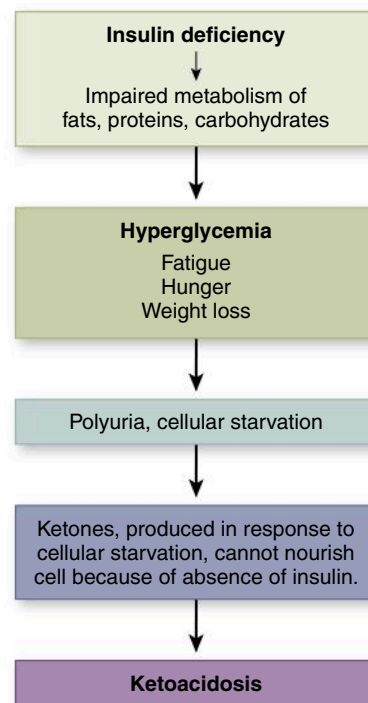 Insulin deficiency
Impaired metabolism of
fats, proteins, carbohydrates
Hyperglycemia
Fatigue
Hunger
Weight loss
Polyuria, cellular starvation
Ketones, produced in response to
cellular starvation, cannot nourish
cell because of absence of insulin.
Ketoacidosis